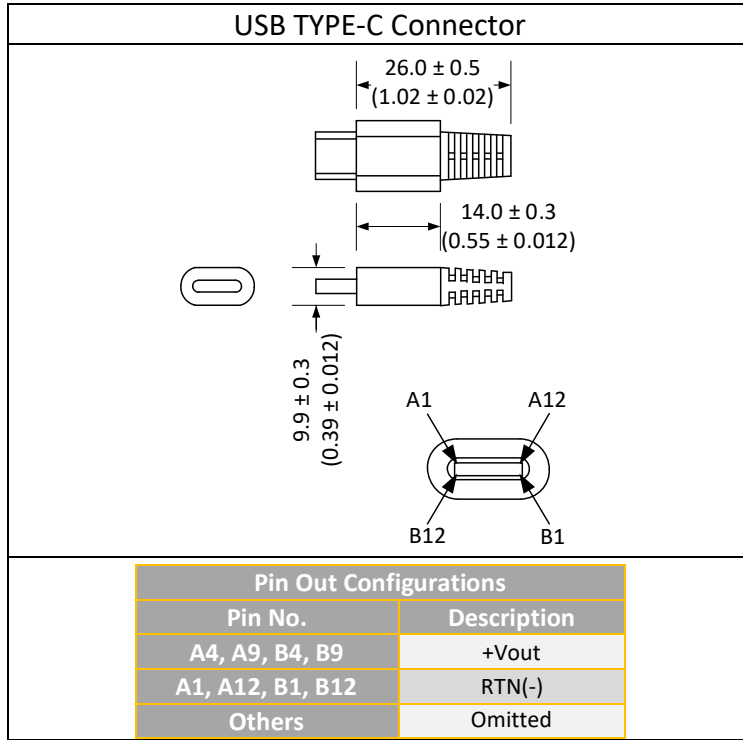 USB TYPE-C Connector
26.0 ± 0.5
(1.02 ± 0.02)
14.0 ± 0.3
(0.55 ± 0.012)
9.9 ± 0.3
(0.39 ± 0.012)
A1
A12
B12
B1
Pin Out Configurations
Pin No. Description
A4, A9, B4, B9 +Vout
A1, A12, B1, B12 RTN(-)
Others Omitted